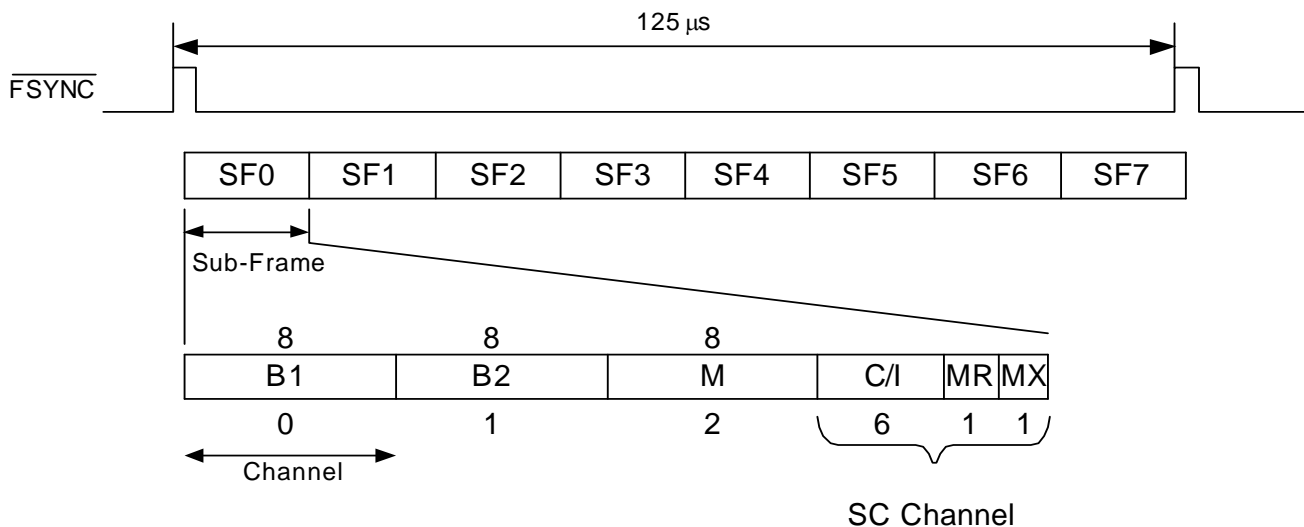 125 µs
FSYNC
SF0 SF1 SF2 SF3 SF4 SF5 SF6 SF7
Sub-Frame
8 8 8
B1 B2 M C/I MR MX
0 1 2 6 1 1
Channel
SC Channel